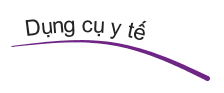 Dụng cụ y tế